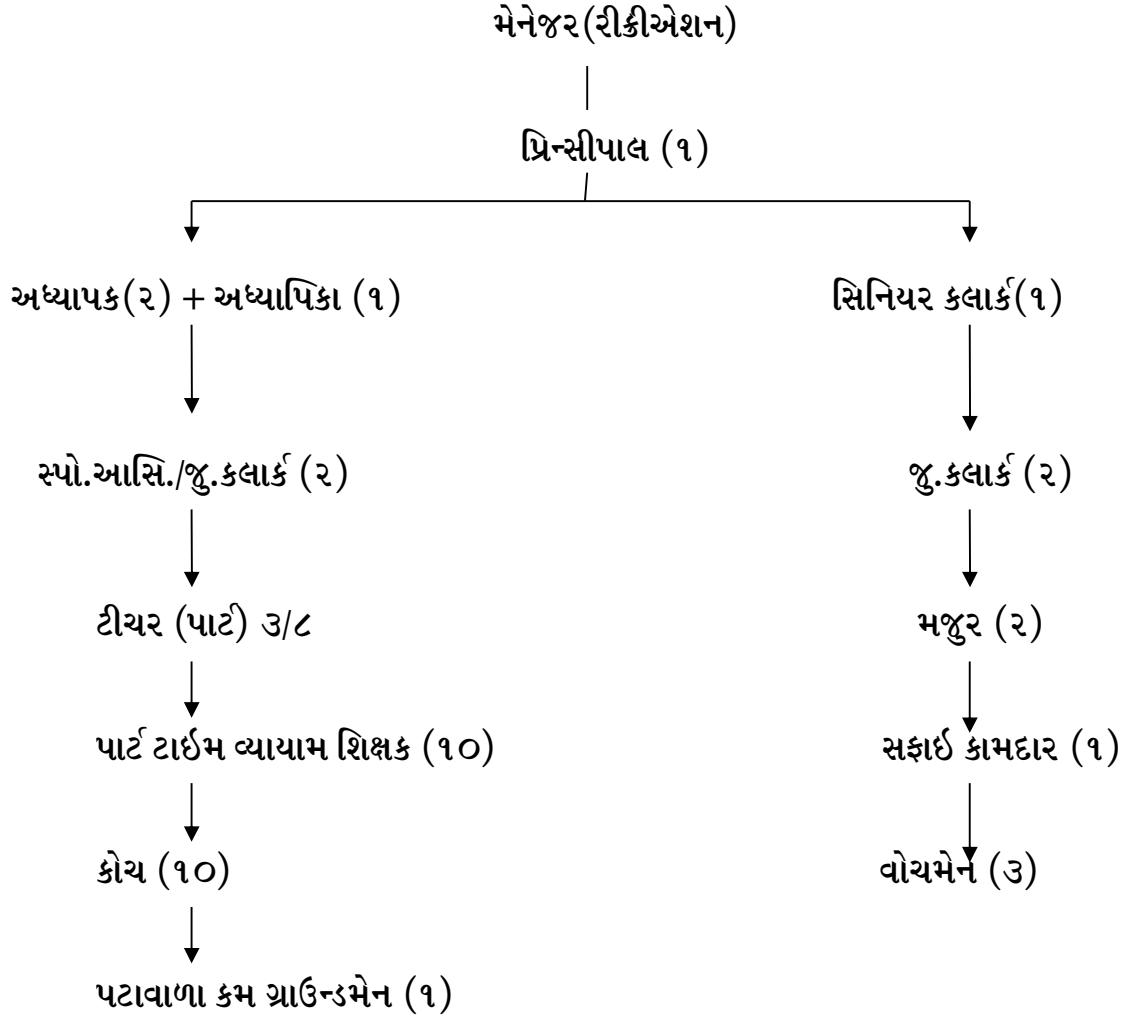 મેનેજર(રીક્રીએશન)
પ્રિન્સીપાલ (૧)
અધ્યાપક(૨) + અધ્યાપિકા (૧)
સિનિયર કલાર્ક(૧)
સ્પો.આસિ./જુ.કલાર્ક (૨)
જુ.કલાર્ક (૨)
ટીચર (પાર્ટ) ૩/૮
મજુર (૨)
પાર્ટ ટાઇમ વ્યાયામ શિક્ષક (૧૦)
સફાઇ કામદાર (૧)
કોચ (૧૦)
વોચમેન (૩)
પટાવાળા કમ ગ્રાઉન્ડમેન (૧)